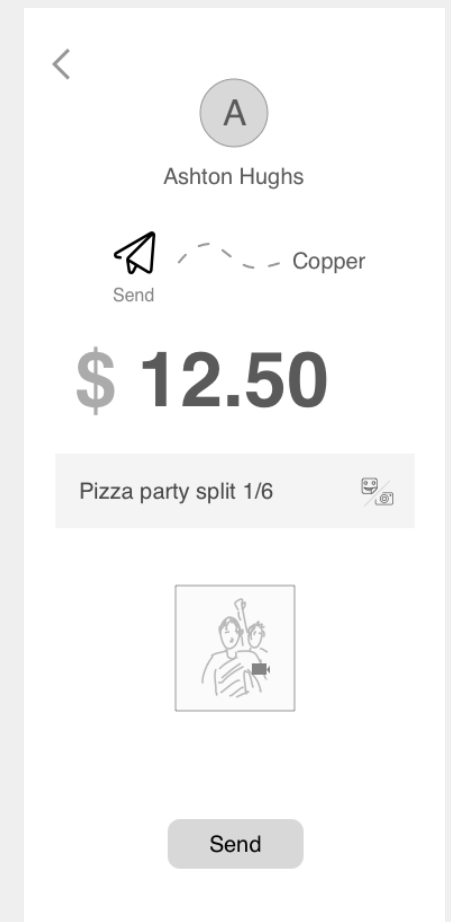 A
Ashton Hughs
Copper
Send
$ 12.50
Pizza party split 1/6
Send